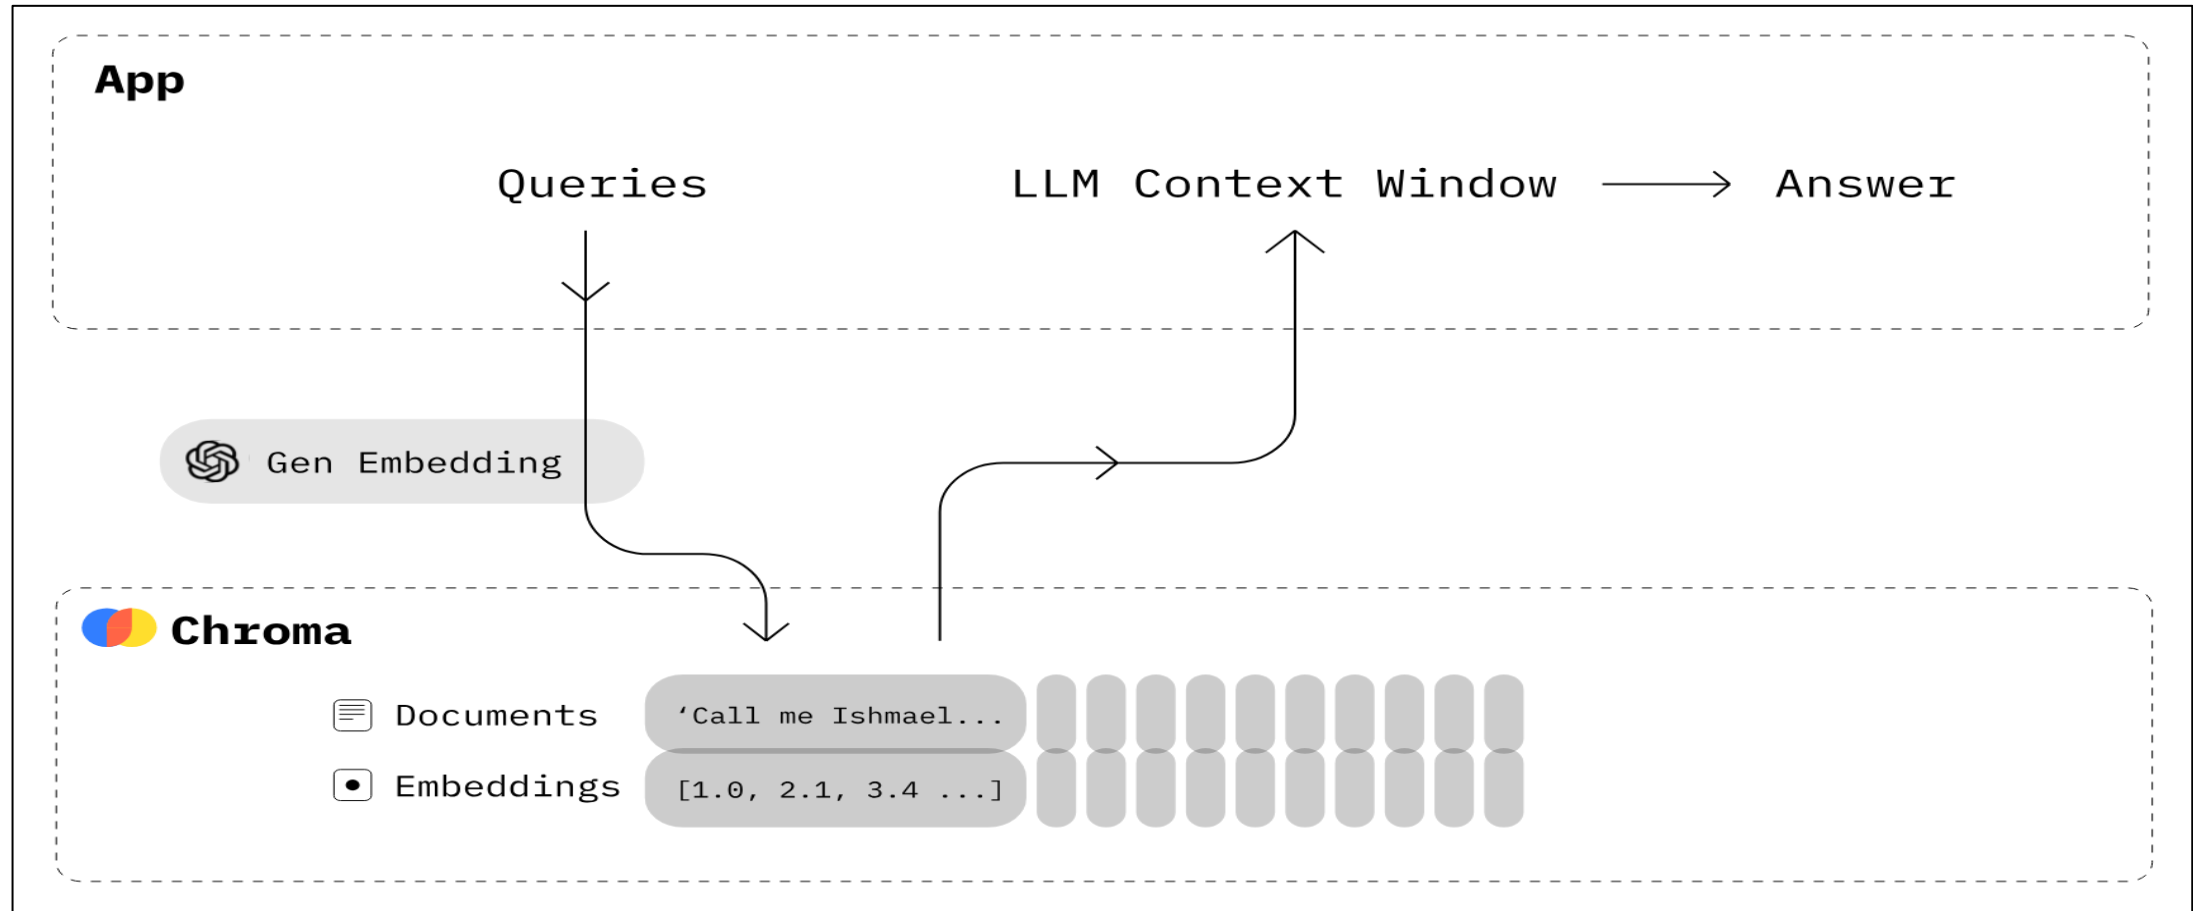 App
Queries
LLM Context Window
Answer
Gen Embedding
Chroma
Documents
‘Call me Ishmael...
Embeddings
[1.0, 2.1, 3.4 ...]